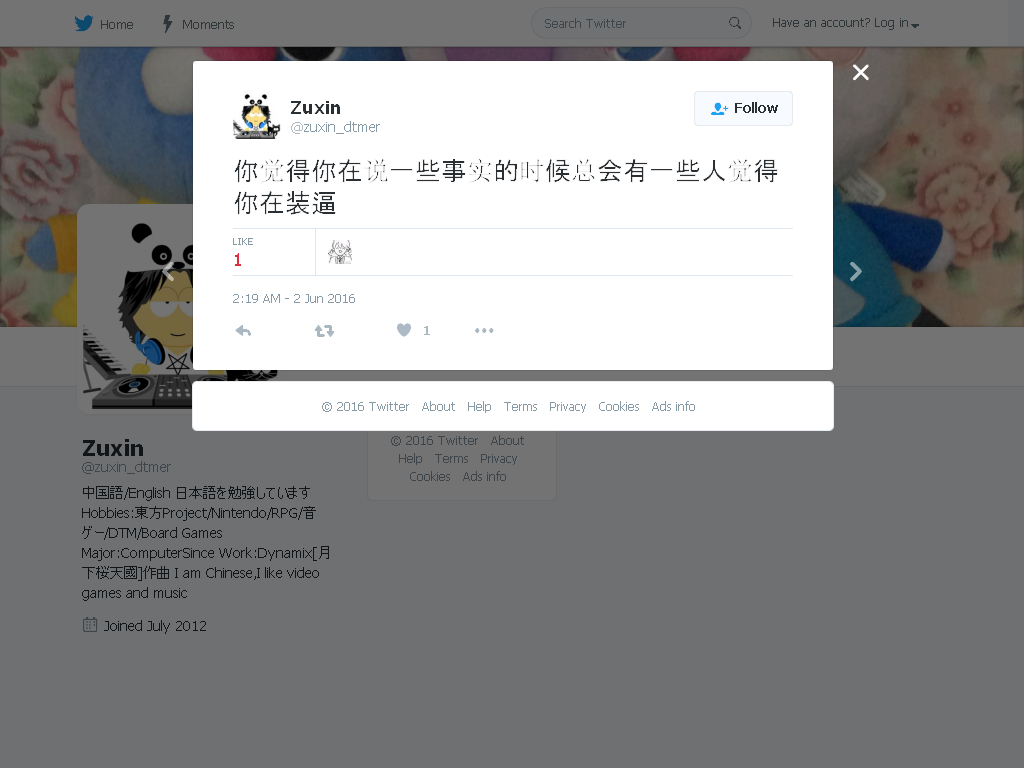 Home
Moments
Search Twitter
Have an account? Log in
Zuxin
@zuxin_dtmer
Follow
你觉得你在说一些事实的时候总会有一些人觉得
你在装逼
LIKE
1
2:19 AM - 2 Jun 2016
1
© 2016 Twitter About Help Terms Privacy Cookies Ads info
Zuxin
@zuxin_dtmer
中国語/English 日本語を勉強しています
Hobbies:東方Project/Nintendo/RPG/音
ゲー/DTM/Board Games
Major:ComputerSince Work:Dynamix[月
下桜天國]作曲 I am Chinese,I like video
games and music
Joined July 2012
© 2016 Twitter About
Help Terms Privacy
Cookies Ads info